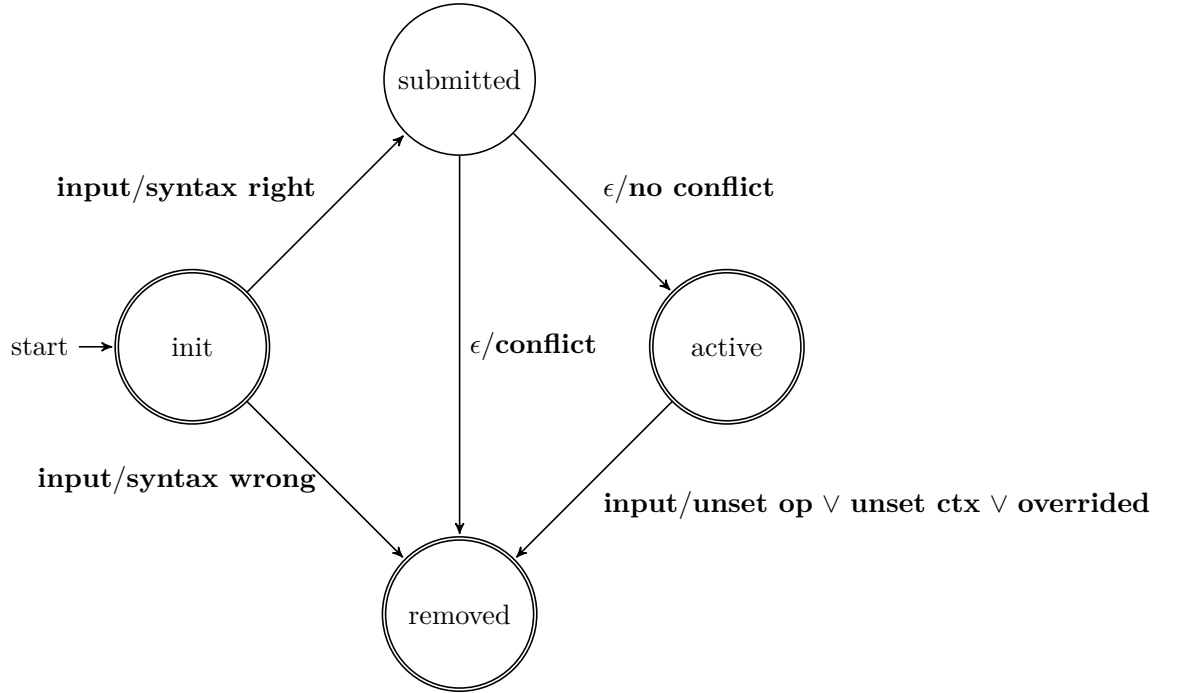 submitted
input/syntax right
ϵ/no conflict
start
init
ϵ/conflict
active
input/syntax wrong
input/unset op ∨ unset ctx ∨ overrided
removed